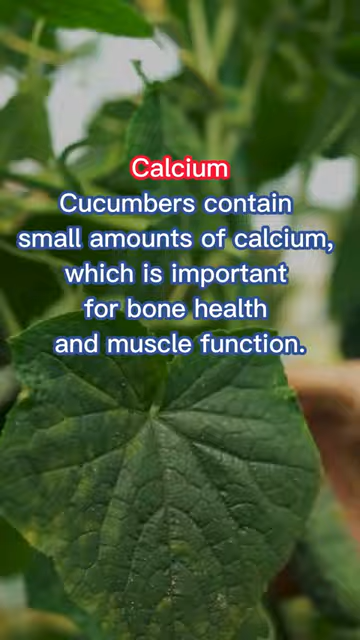 Calcium
Cucumbers contain
small amounts of calcium,
which is important
for bone health
and muscle function.